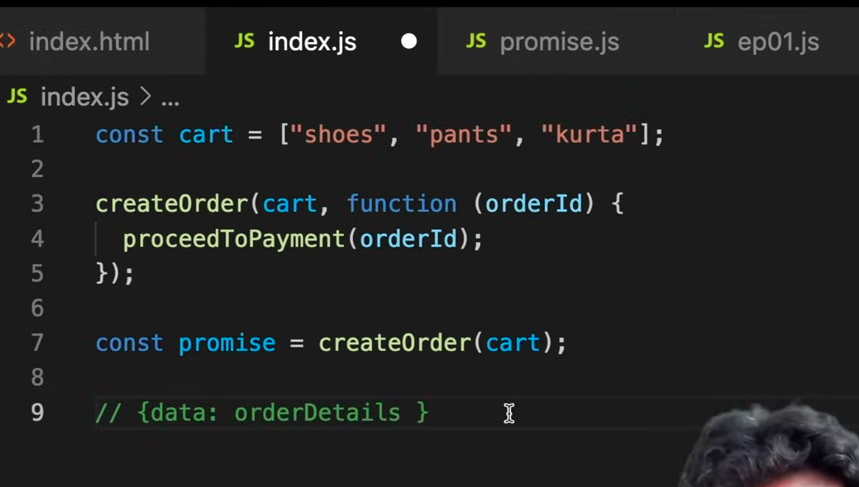 <> index.html JS index.js JS promise.js JS ep01.js
JS index.js > ...
1 const cart = ["shoes", "pants", "kurta"];
2
3 createOrder(cart, function (orderId) {
4 proceedToPayment(orderId);
5 });
6
7 const promise = createOrder(cart);
8
9 // {data: orderDetails }